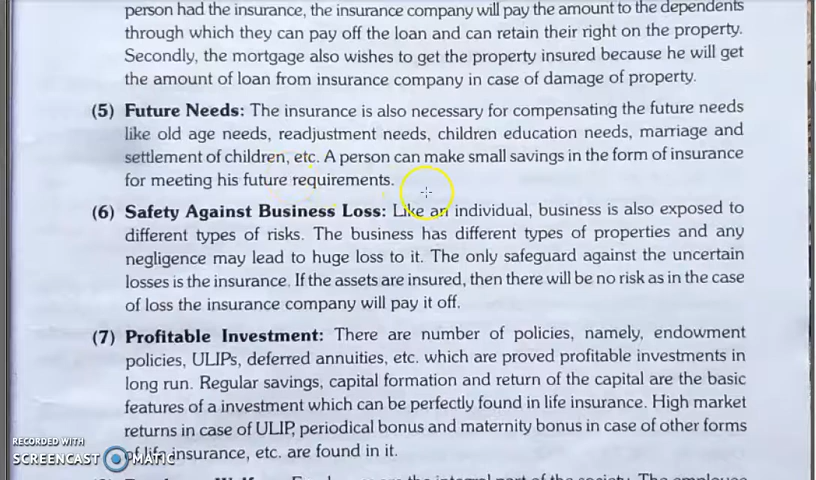 person had the insurance, the insurance company will pay the amount to the dependents
through which they can pay off the loan and can retain their right on the property.
Secondly, the mortgage also wishes to get the property insured because he will get
the amount of loan from insurance company in case of damage of property.
(5) Future Needs: The insurance is also necessary for compensating the future needs
like old age needs, readjustment needs, children education needs, marriage and
settlement of children, etc. A person can make small savings in the form of insurance
for meeting his future requirements.
(6) Safety Against Business Loss: Like an individual, business is also exposed to
different types of risks. The business has different types of properties and any
negligence may lead to huge loss to it. The only safeguard against the uncertain
losses is the insurance. If the assets are insured, then there will be no risk as in the case
of loss the insurance company will pay it off.
(7) Profitable Investment: There are number of policies, namely, endowment
policies, ULIPs, deferred annuities, etc. which are proved profitable investments in
long run. Regular savings, capital formation and return of the capital are the basic
features of a investment which can be perfectly found in life insurance. High market
returns in case of ULIP, periodical bonus and maternity bonus in case of other forms
of life insurance, etc. are found in it.
RECORDED WITH
SCREENCAST MATIC